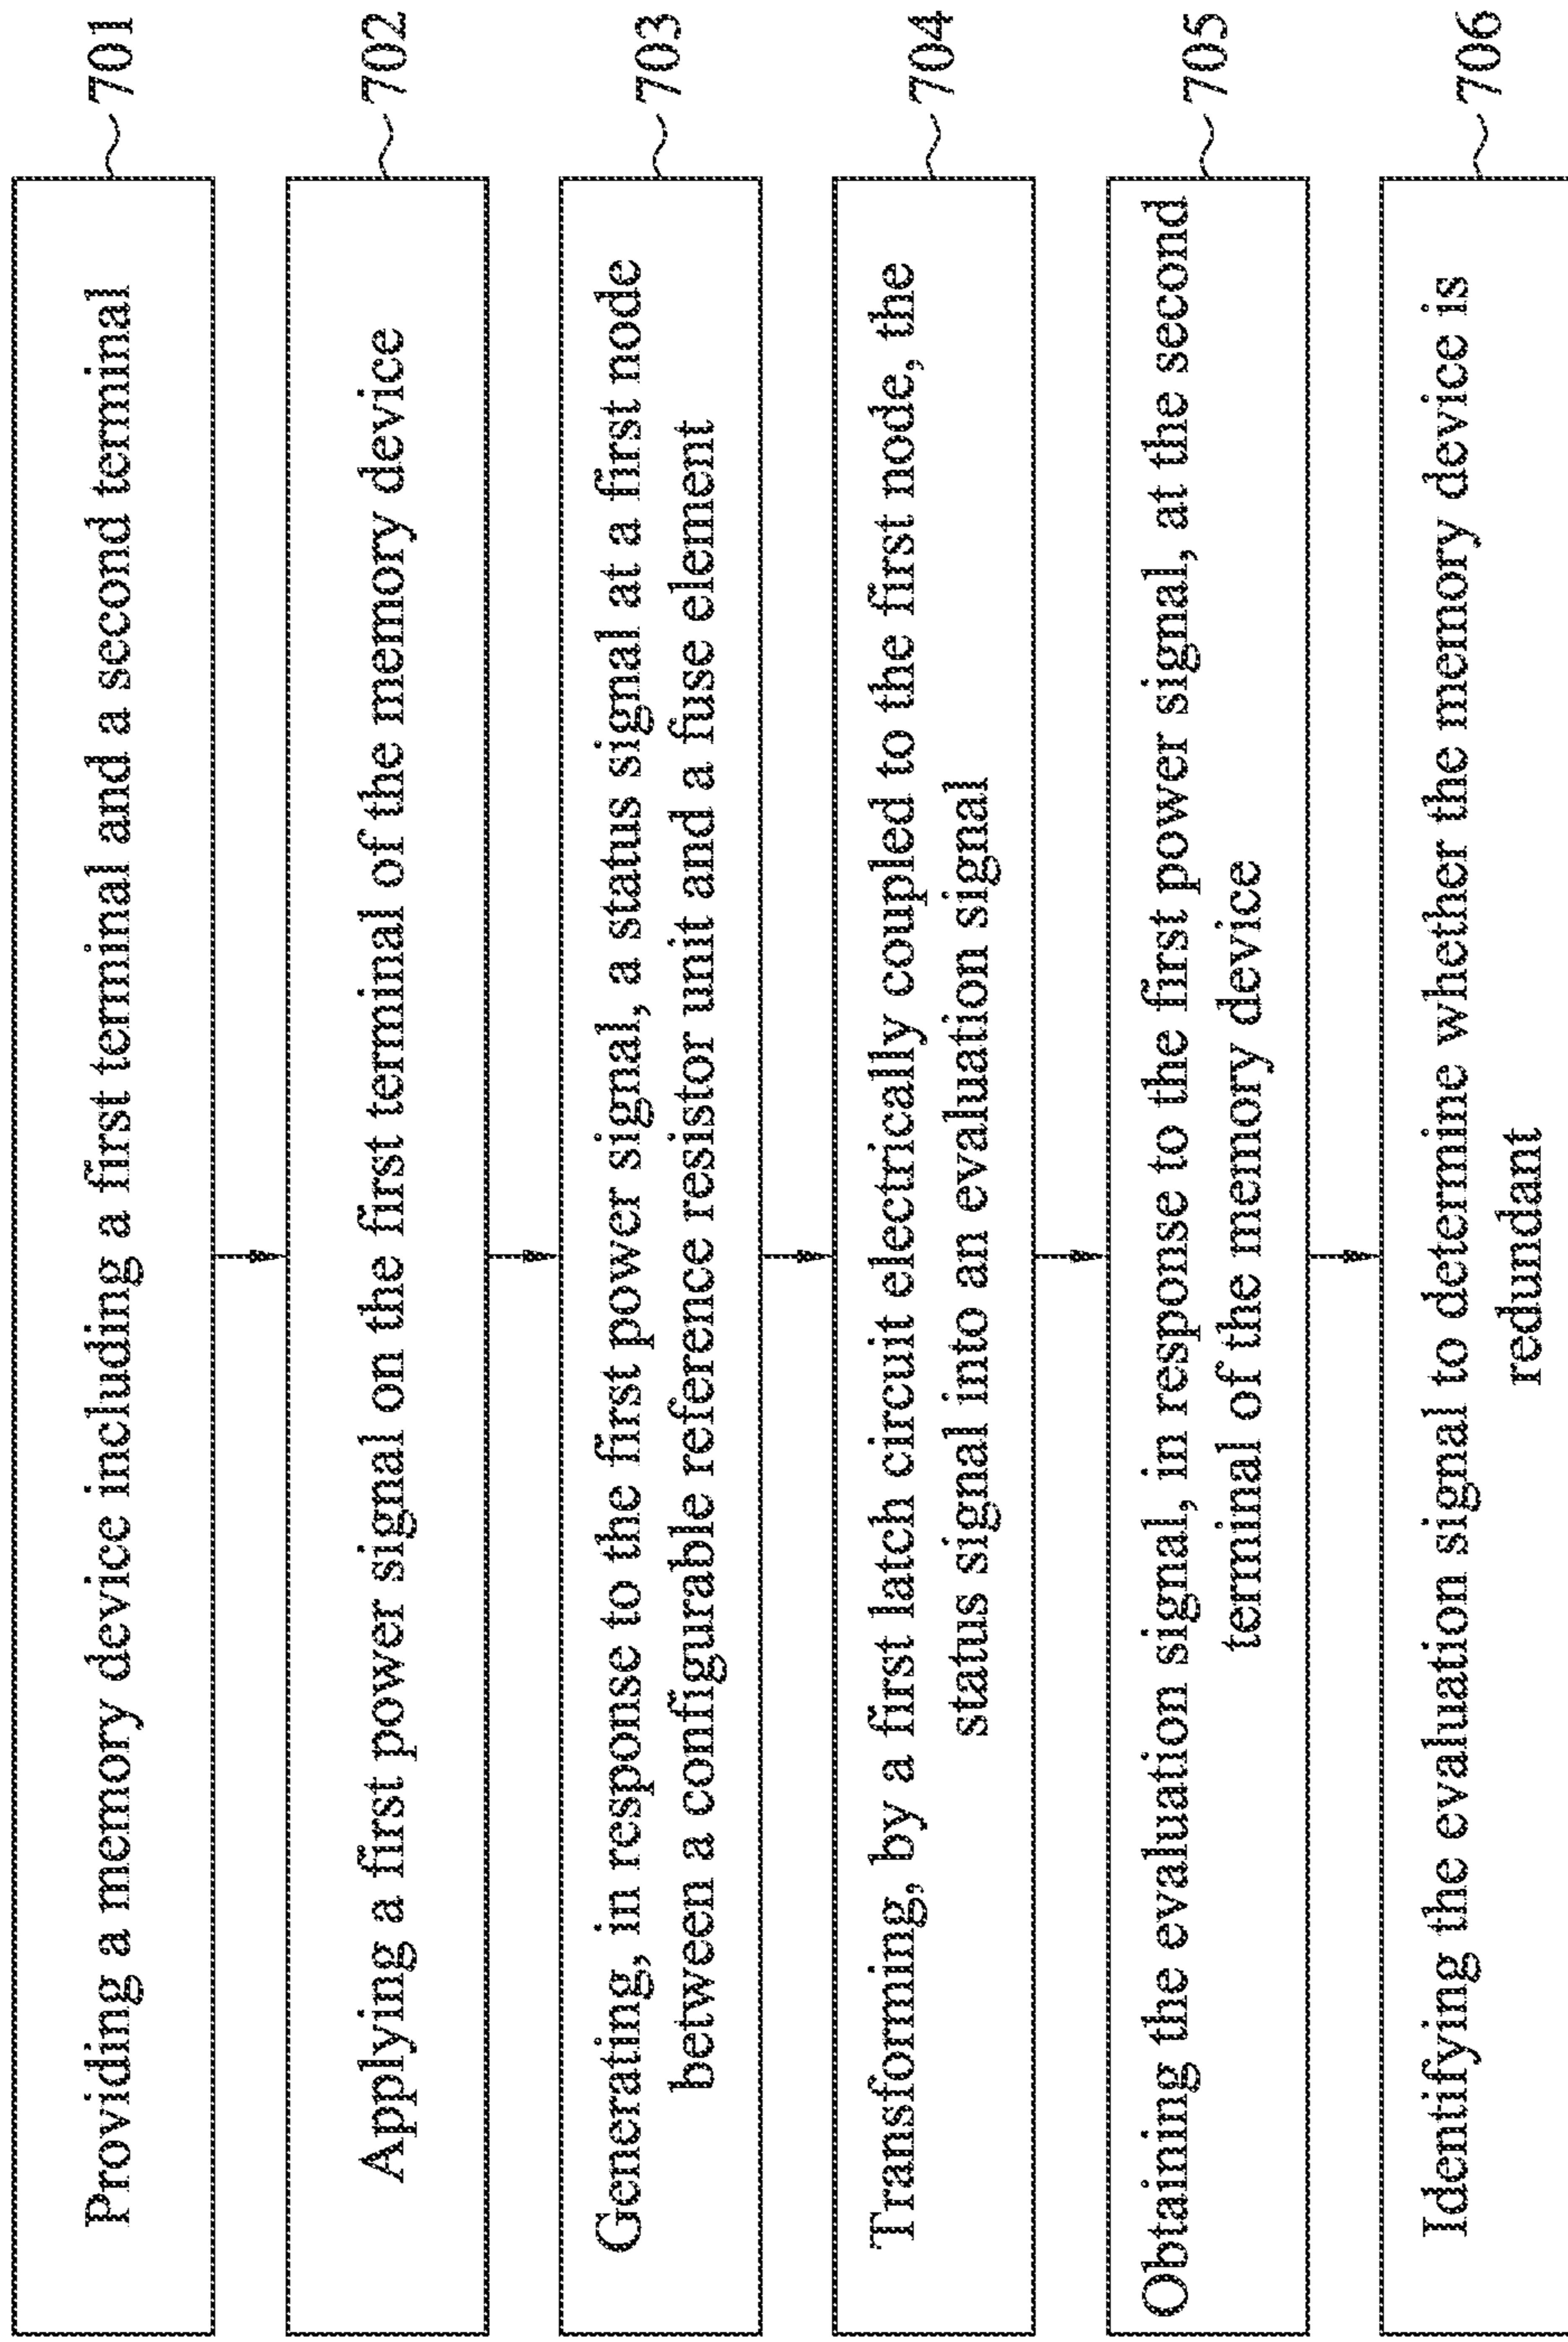 Providing a memory device including a first terminal and a second terminal
701
Applying a first power signal on the first terminal of the memory device
702
Generating, in response to the first power signal, a status signal at a first node
between a configurable reference resistor unit and a fuse element
703
Transforming, by a first latch circuit electrically coupled to the first node, the
status signal into an evaluation signal
704
Obtaining the evaluation signal, in response to the first power signal, at the second
terminal of the memory device
705
Identifying the evaluation signal to determine whether the memory device is
redundant
706